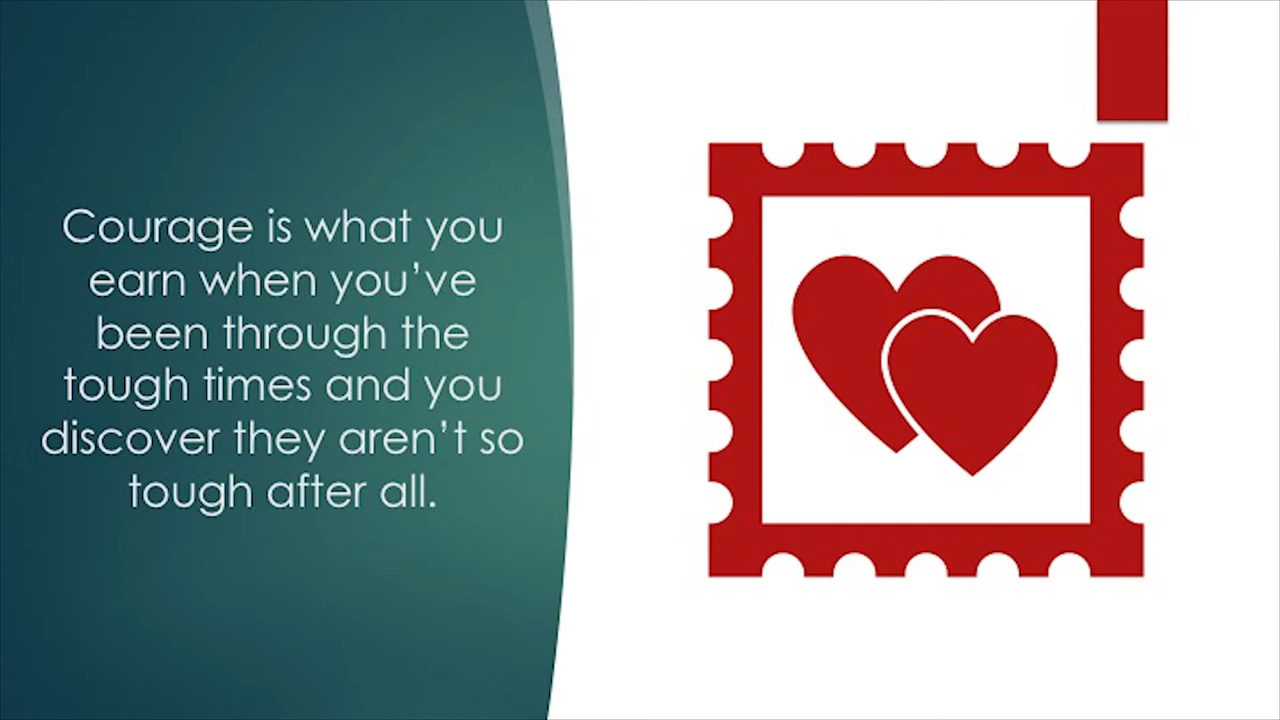 Courage is what you
earn when you’ve
been through the
tough times and you
discover they aren’t so
tough after all.